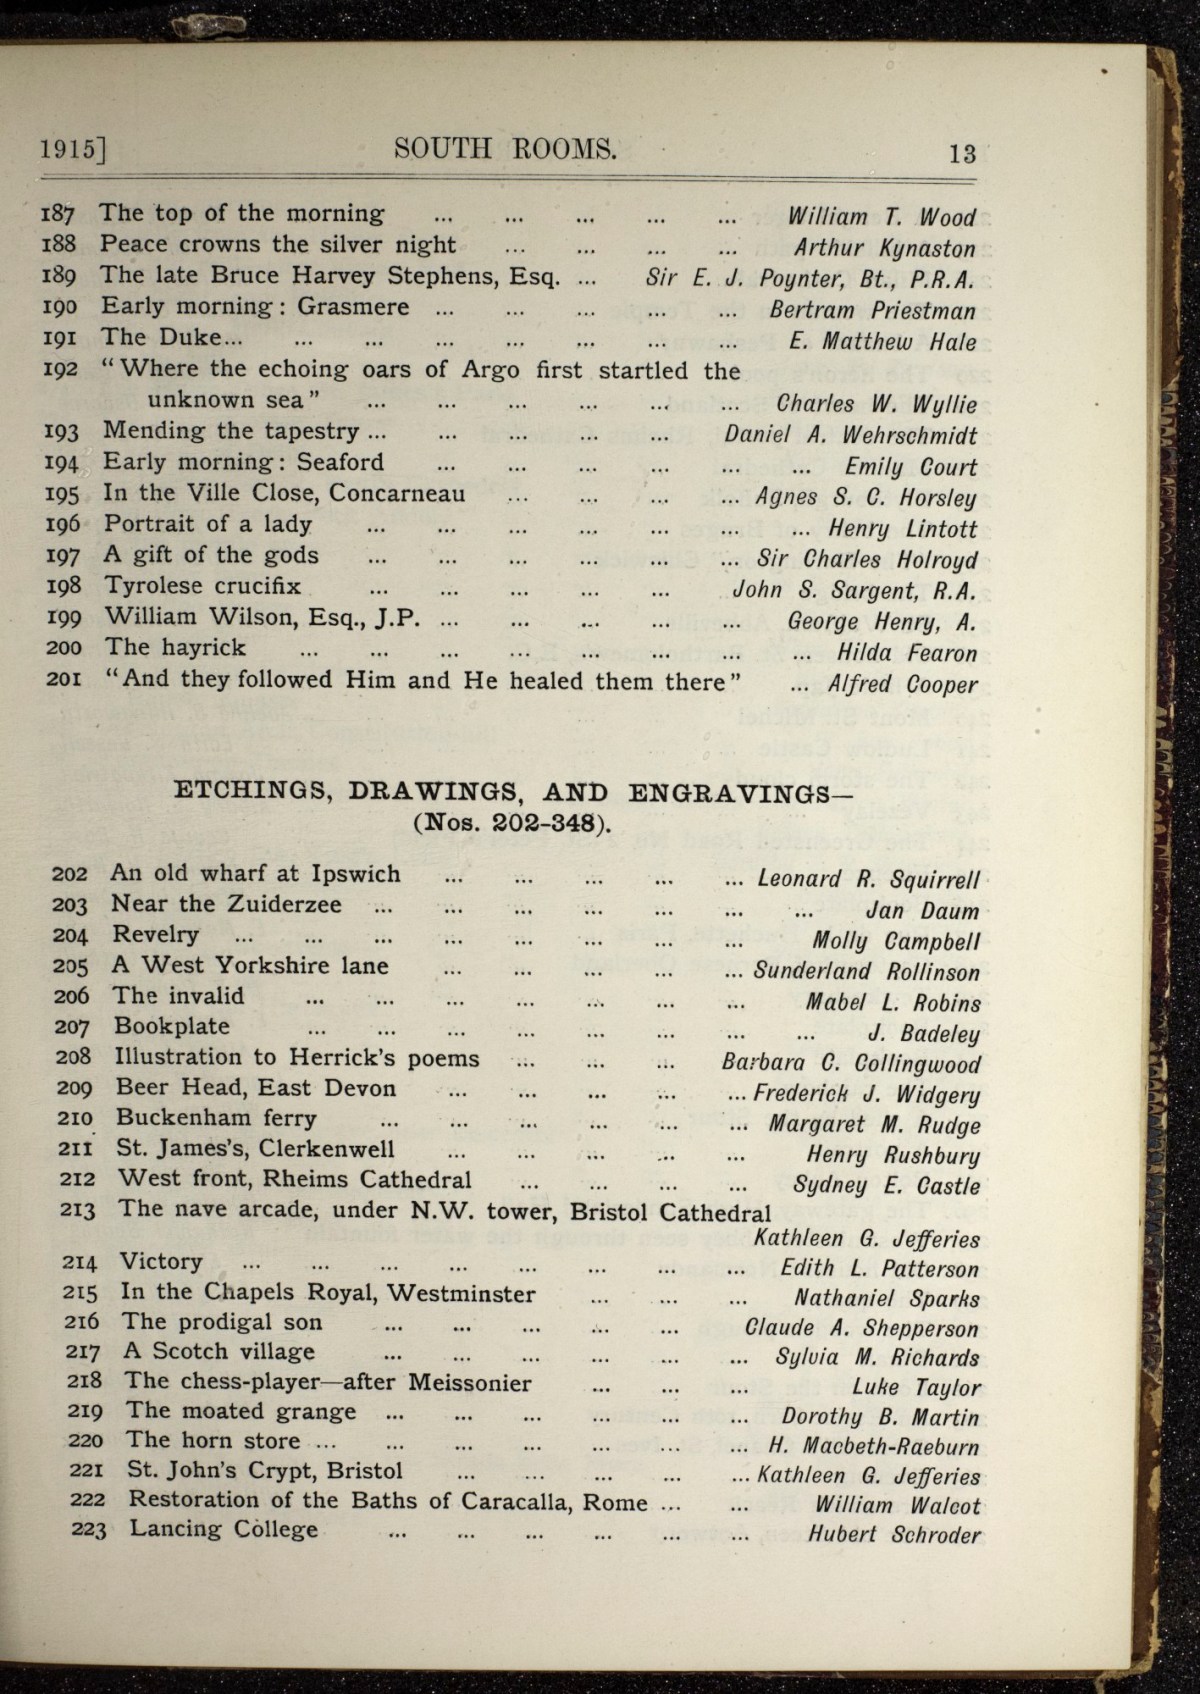 1915] SOUTH ROOMS. 13
187 The top of the morning ... ... ... ... ... William T. Wood
188 Peace crowns the silver night ... ... ... ... Arthur Kynaston
189 The late Bruce Harvey Stephens, Esq. ... Sir E. J. Poynter, Bt., P.R.A.
190 Early morning: Grasmere ... ... ... ... ... Bertram Priestman
191 The Duke... ... ... ... ... ... ... ... E. Matthew Hale
192 "Where the echoing oars of Argo first startled the
unknown sea" ... ... ... ... ... ... Charles W. Wyllie
193 Mending the tapestry ... ... ... ... ... Daniel A. Wehrschmidt
194 Early morning: Seaford ... ... ... ... ... ... Emily Court
195 In the Ville Close, Concarneau ... ... ... ... Agnes S. C. Horsley
196 Portrait of a lady ... ... ... ... ... ... ... Henry Lintott
197 A gift of the gods ... ... ... ... ... ... Sir Charles Holroyd
198 Tyrolese crucifix ... ... ... ... ... John S. Sargent, R.A.
199 William Wilson, Esq., J.P. ... ... ... ... ... George Henry, A.
200 The hayrick ... ... ... ... ... ... ... ... Hilda Fearon
201 "And they followed Him and He healed them there" ... Alfred Cooper
ETCHINGS, DRAWINGS, AND ENGRAVINGS—
(Nos. 202-348).
202 An old wharf at Ipswich ... ... ... ... ... Leonard R. Squirrell
203 Near the Zuiderzee ... ... ... ... ... ... ... Jan Daum
204 Revelry ... ... ... ... ... ... ... ... Molly Campbell
205 A West Yorkshire lane ... ... ... ... ... Sunderland Rollinson
206 The invalid ... ... ... ... ... ... ... Mabel L. Robins
207 Bookplate ... ... ... ... ... ... ... ... J. Badeley
208 Illustration to Herrick's poems ... ... ... Barbara C. Collingwood
209 Beer Head, East Devon ... ... ... ... ... Frederick J. Widgery
210 Buckenham ferry ... ... ... ... ... ... Margaret M. Rudge
211 St. James's, Clerkenwell ... ... ... ... ... Henry Rushbury
212 West front, Rheims Cathedral ... ... ... ... Sydney E. Castle
213 The nave arcade, under N.W. tower, Bristol Cathedral
Kathleen G. Jefferies
214 Victory ... ... ... ... ... ... ... ... Edith L. Patterson
215 In the Chapels Royal, Westminster ... ... ... Nathaniel Sparks
216 The prodigal son ... ... ... ... ... Claude A. Shepperson
217 A Scotch village ... ... ... ... ... ... Sylvia M. Richards
218 The chess-player—after Meissonier ... ... ... Luke Taylor
219 The moated grange ... ... ... ... ... ... Dorothy B. Martin
220 The horn store ... ... ... ... ... ... ... H. Macbeth-Raeburn
221 St. John's Crypt, Bristol ... ... ... ... ... Kathleen G. Jefferies
222 Restoration of the Baths of Caracalla, Rome ... ... William Walcot
223 Lancing College ... ... ... ... ... ... Hubert Schroder